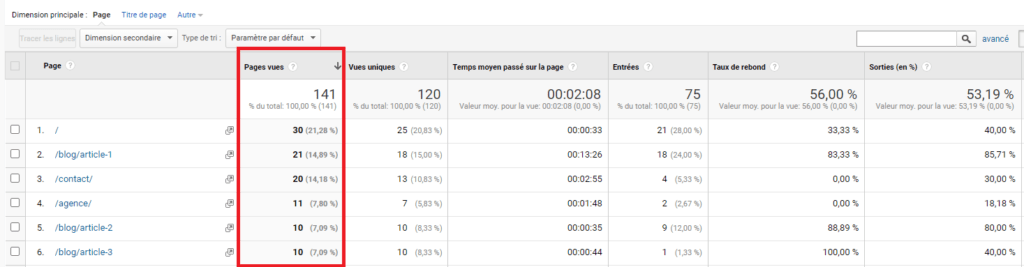 Dimension principale : Page Titre de page Autre
Tracer les lignes Dimension secondaire Type de tri : Paramètre par défaut avancé
Page ? Pages vues ? Vues uniques ? Temps moyen passé sur la page ? Entrées ? Taux de rebond ? Sorties (en %) ?
141 120 00:02:08 75 56,00 % 53,19 %
% du total: 100,00 % (141) % du total: 100,00 % (120) Valeur moy. pour la vue: 00:02:08 (0,00 %) % du total: 100,00 % (75) Valeur moy. pour la vue: 56,00 % (0,00 %) Valeur moy. pour la vue: 53,19 % (0,00 %)
1. / 30 (21,28 %) 25 (20,83 %) 00:00:33 21 (28,00 %) 33,33 % 40,00 %
2. /blog/article-1 21 (14,89 %) 18 (15,00 %) 00:13:26 18 (24,00 %) 83,33 % 85,71 %
3. /contact/ 20 (14,18 %) 13 (10,83 %) 00:02:55 4 (5,33 %) 0,00 % 30,00 %
4. /agence/ 11 (7,80 %) 7 (5,83 %) 00:01:48 2 (2,67 %) 0,00 % 18,18 %
5. /blog/article-2 10 (7,09 %) 10 (8,33 %) 00:00:35 9 (12,00 %) 88,89 % 80,00 %
6. /blog/article-3 10 (7,09 %) 10 (8,33 %) 00:00:44 1 (1,33 %) 100,00 % 40,00 %